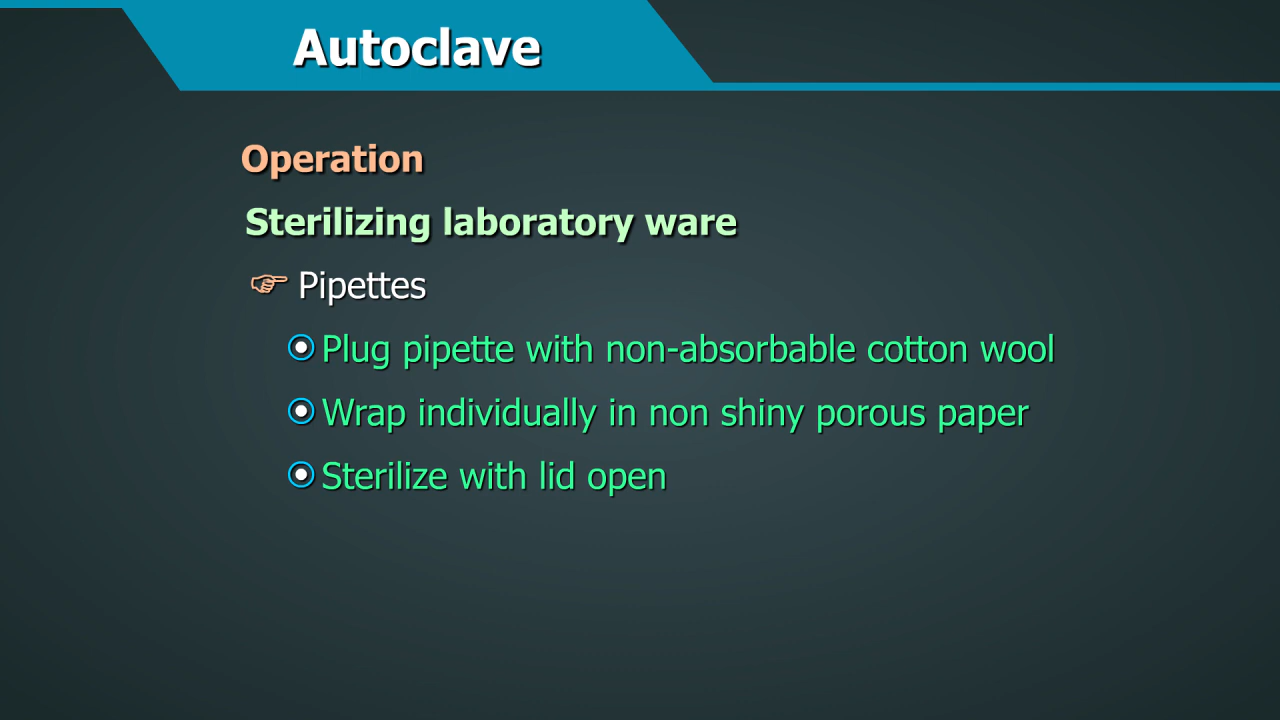 Autoclave
Operation
Sterilizing laboratory ware
Pipettes
Plug pipette with non-absorbable cotton wool
Wrap individually in non shiny porous paper
Sterilize with lid open